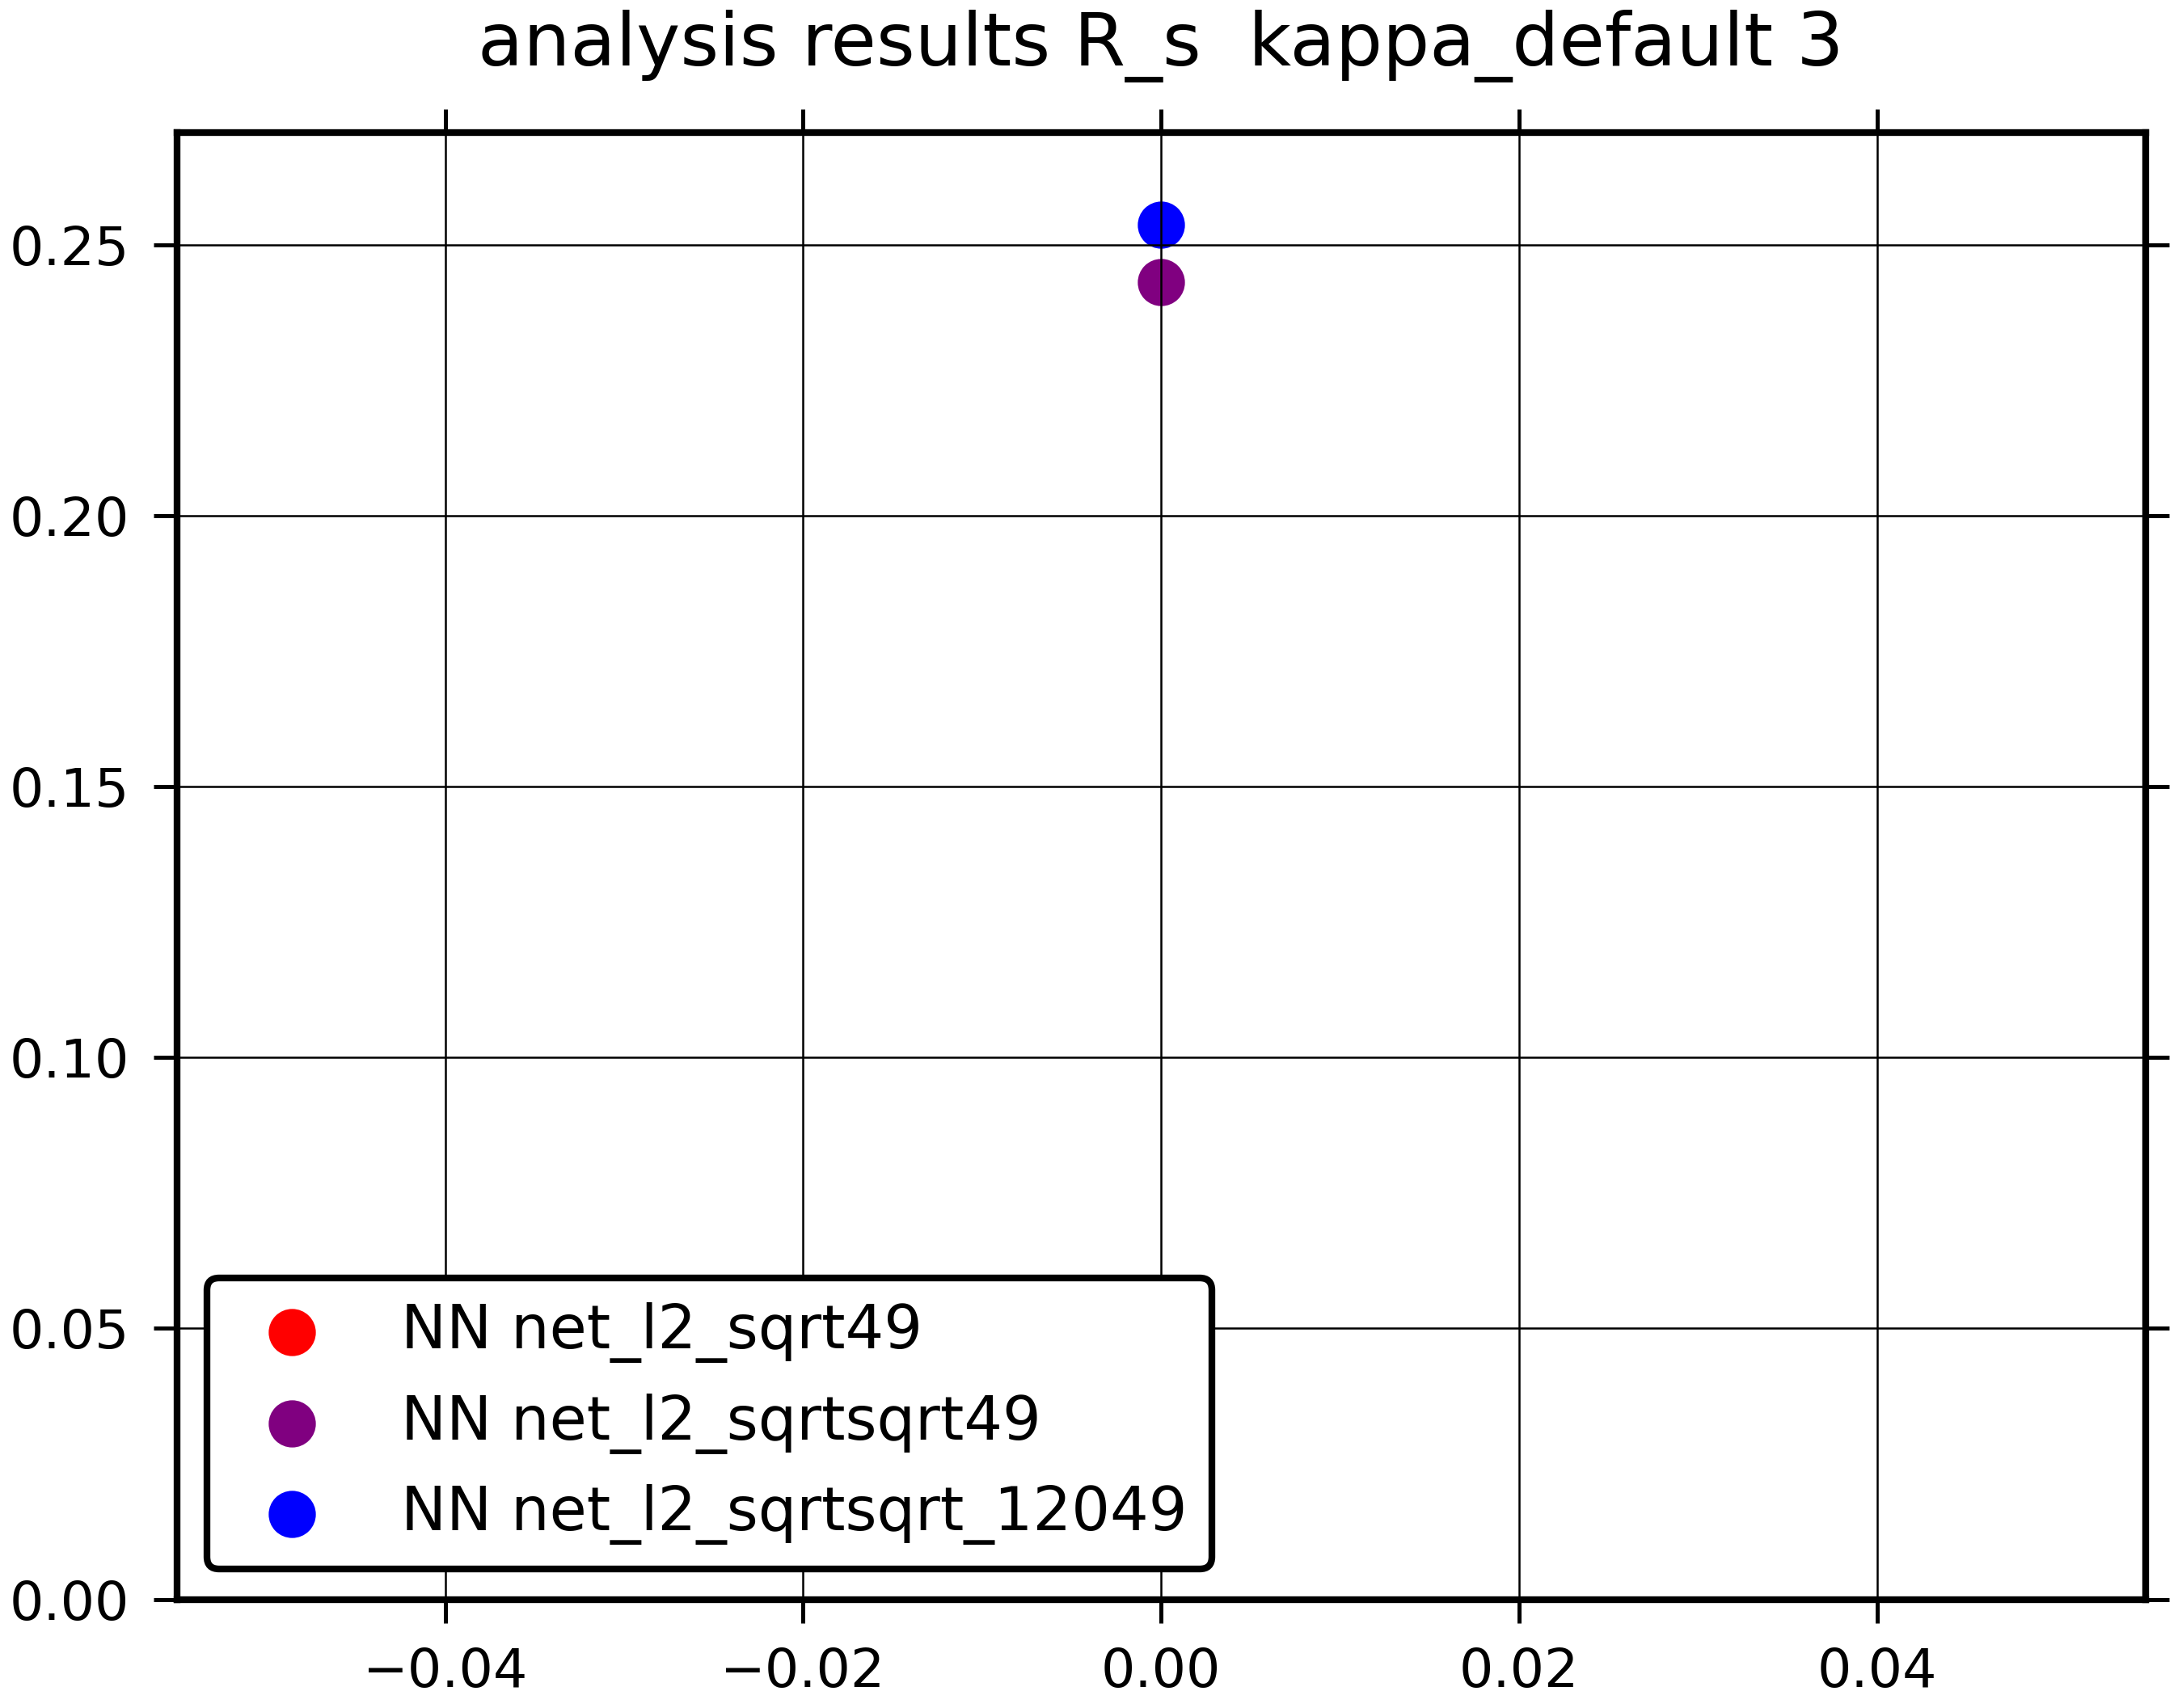 analysis results R_s  kappa_default 3
0.25
0.20
0.15
0.10
0.05
0.00
NN net_l2_sqrt49
NN net_l2_sqrtsqrt49
NN net_l2_sqrtsqrt_12049
−0.04
−0.02
0.00
0.02
0.04